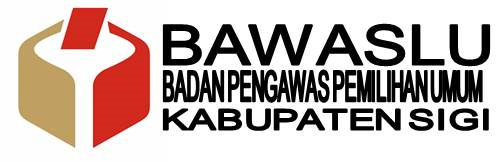 BAWASLU
BADAN PENGAWAS PEMILIHAN UMUM
KABUPATEN SIGI